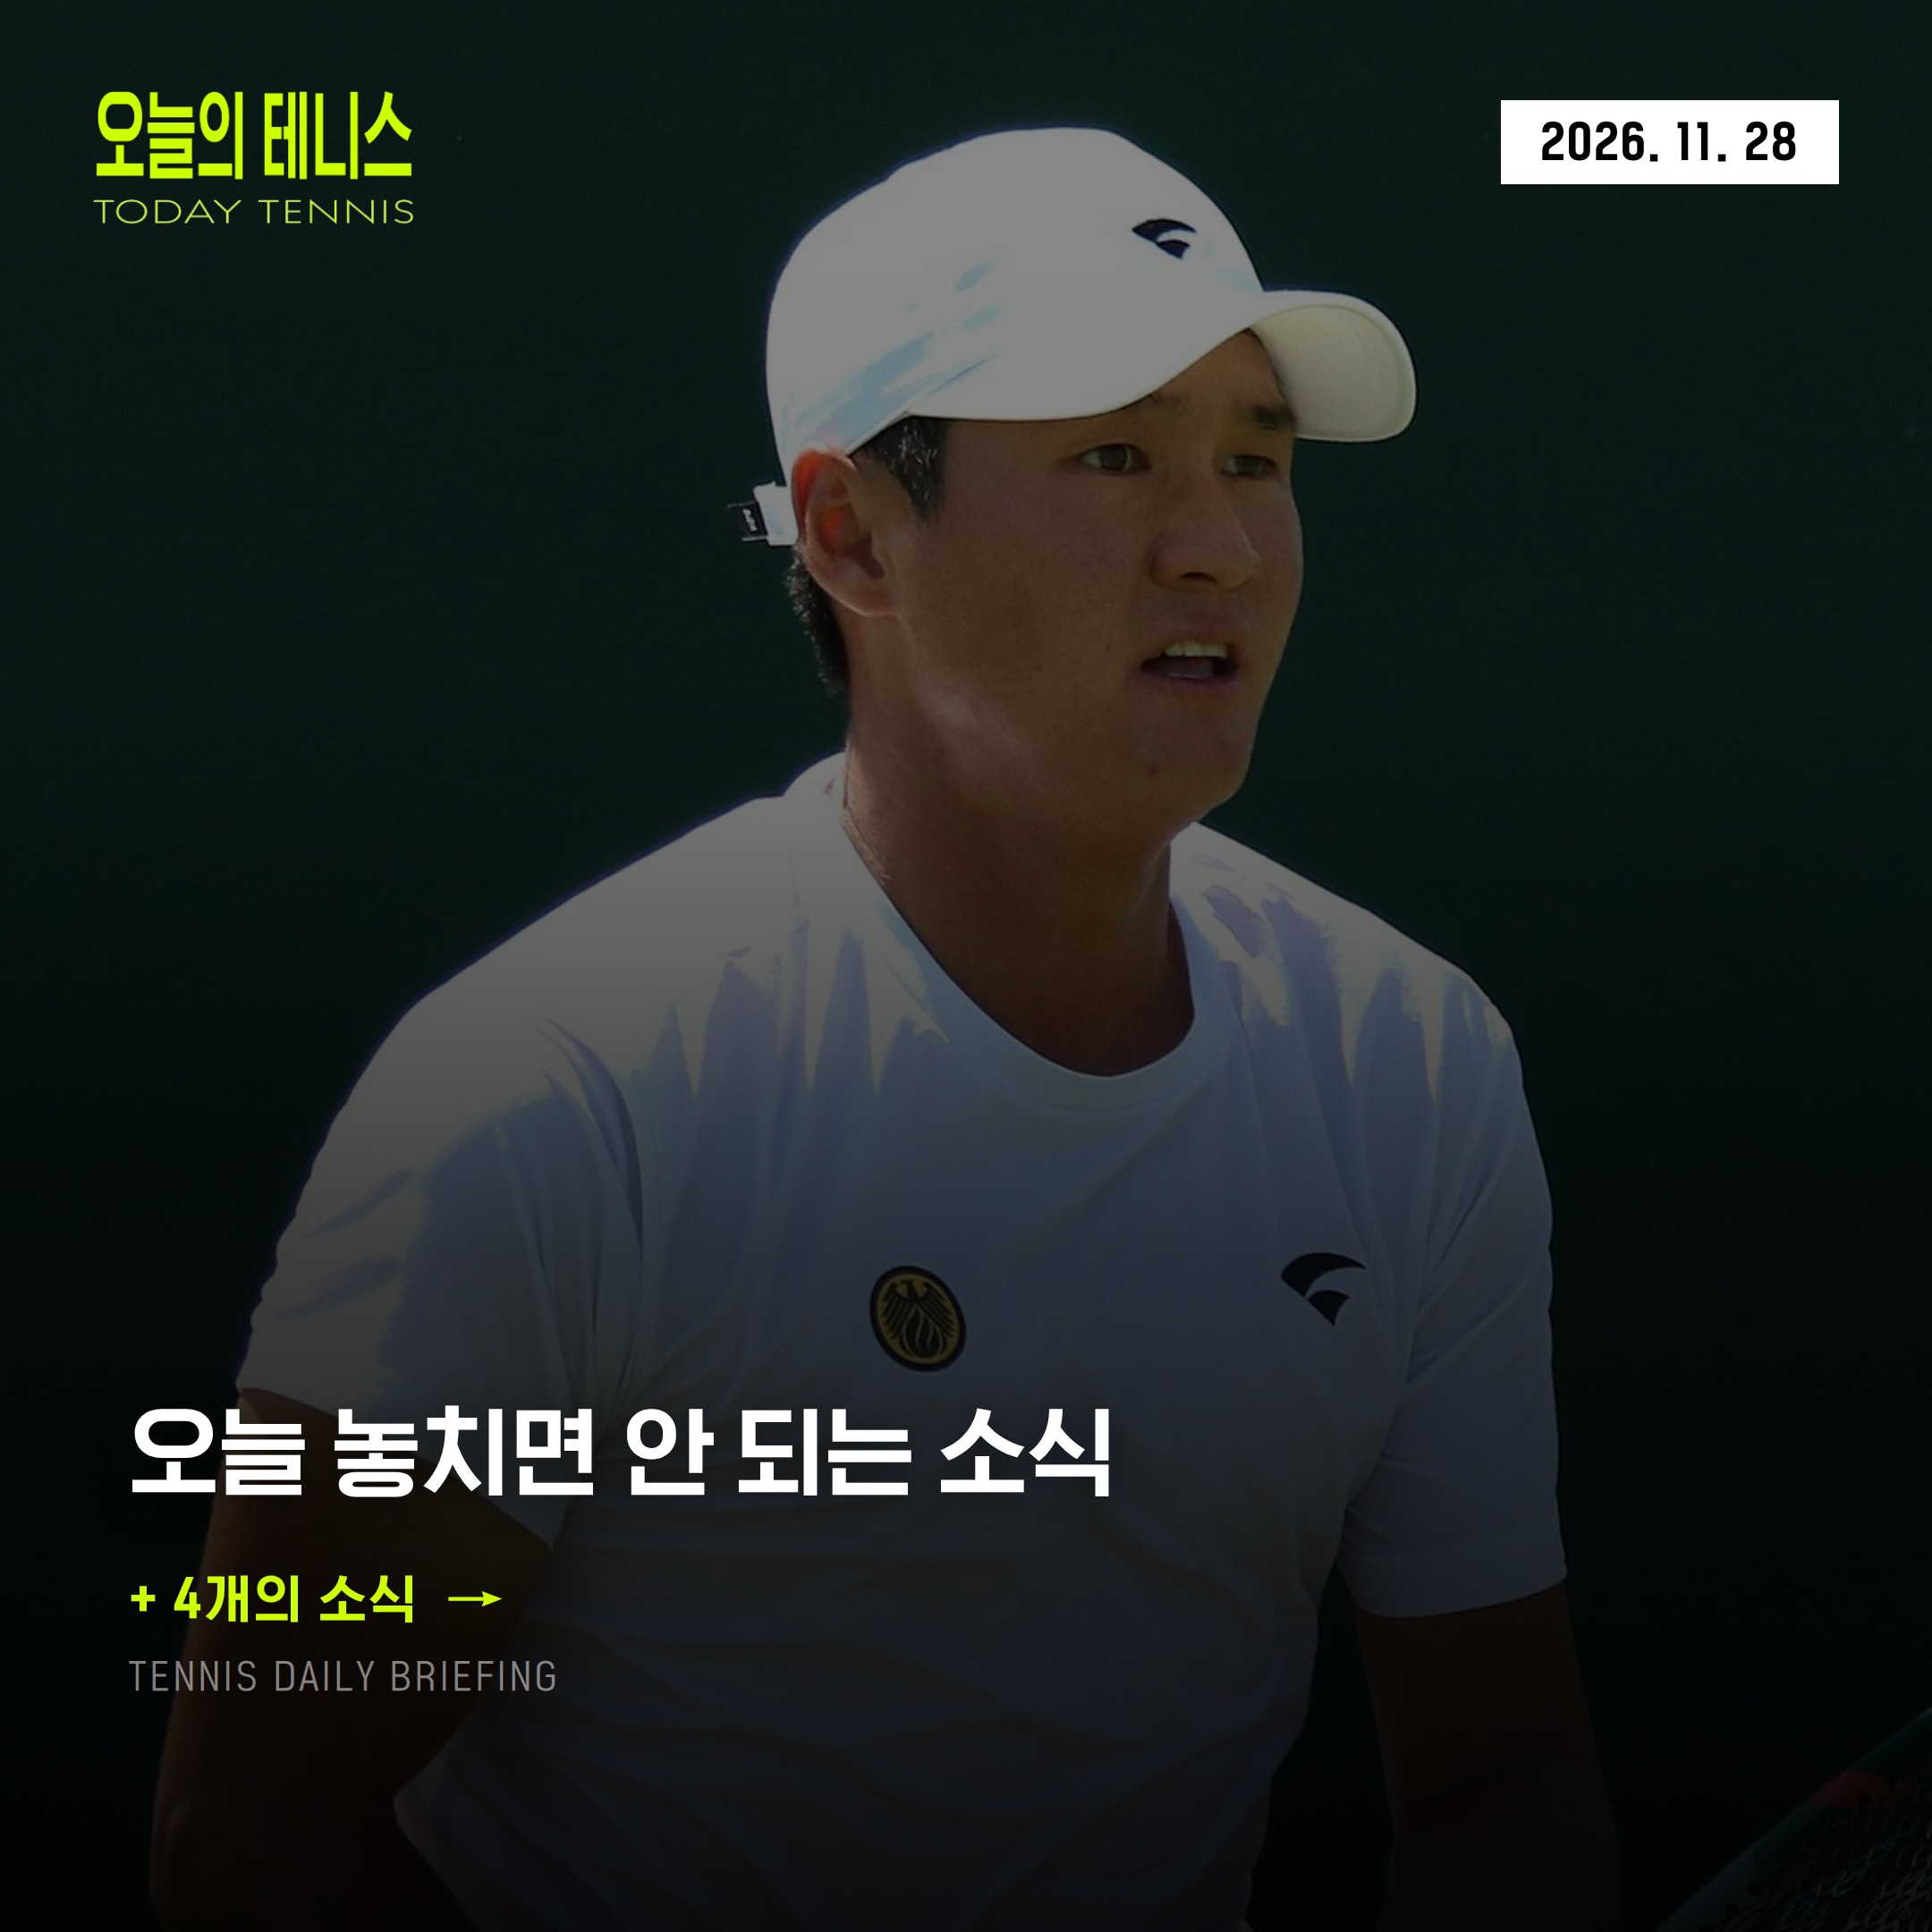 오늘의 테니스
TODAY TENNIS
2026. 11. 28
오늘 놓치면 안 되는 소식
+ 4개의 소식 →
TENNIS DAILY BRIEFING